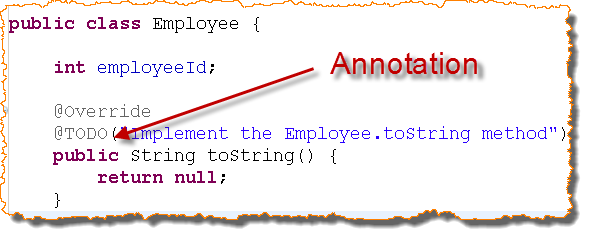 public class Employee {
int employeeId;
Annotation
@Override
@TODO("Implement the Employee.toString method")
public String toString() {
return null;
}